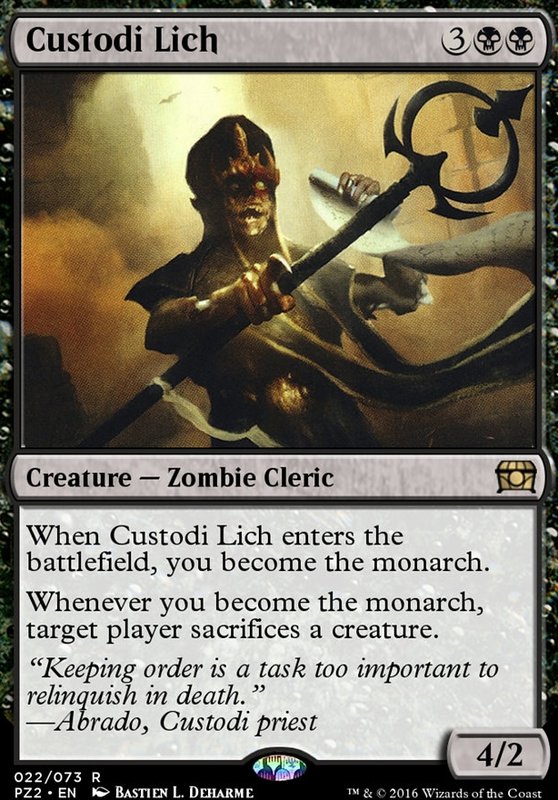 Custodi Lich 3
Creature — Zombie Cleric
When Custodi Lich enters the
battlefield, you become the monarch.
Whenever you become the monarch,
target player sacrifices a creature.
“Keeping order is a task too important to
relinquish in death.”
—Abrado, Custodi priest
4/2
022/073 R
PZ2 • EN Bastien L. Deharme ™ & © 2016 Wizards of the Coast